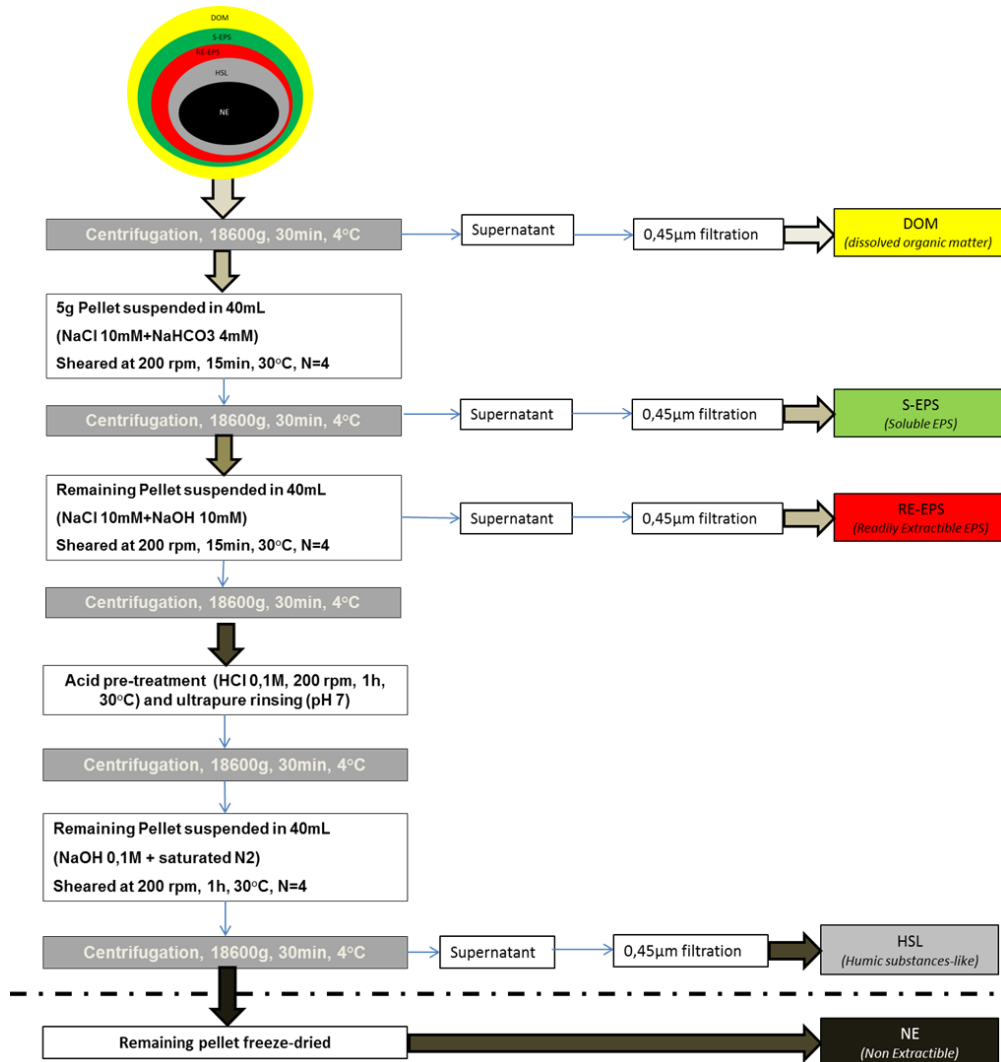 DOM
S-EPS
RE-EPS
HSL
NE
Centrifugation, 18600g, 30min, 4°C
Supernatant
0,45µm filtration
DOM
(dissolved organic matter)
5g Pellet suspended in 40mL
(NaCl 10mM+NaHCO3 4mM)
Sheared at 200 rpm, 15min, 30°C, N=4
Centrifugation, 18600g, 30min, 4°C
Supernatant
0,45µm filtration
S-EPS
(Soluble EPS)
Remaining Pellet suspended in 40mL
(NaCl 10mM+NaOH 10mM)
Sheared at 200 rpm, 15min, 30°C, N=4
Supernatant
0,45µm filtration
RE-EPS
(Readily Extractible EPS)
Centrifugation, 18600g, 30min, 4°C
Acid pre-treatment (HCl 0,1M, 200 rpm, 1h,
30°C) and ultrapure rinsing (pH 7)
Centrifugation, 18600g, 30min, 4°C
Remaining Pellet suspended in 40mL
(NaOH 0,1M + saturated N2)
Sheared at 200 rpm, 1h, 30°C, N=4
Centrifugation, 18600g, 30min, 4°C
Supernatant
0,45µm filtration
HSL
(Humic substances-like)
Remaining pellet freeze-dried
NE
(Non Extractible)